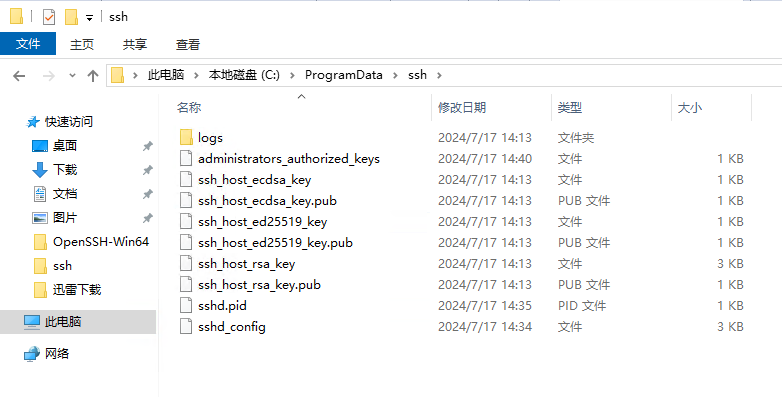 ssh
文件 主页 共享 查看
此电脑 本地磁盘 (C:) ProgramData ssh
名称 修改日期 类型 大小
快速访问
桌面
下载
文档
图片
OpenSSH-Win64
ssh
迅雷下载
此电脑
网络
logs 2024/7/17 14:13 文件夹
administrators_authorized_keys 2024/7/17 14:40 文件 1 KB
ssh_host_ecdsa_key 2024/7/17 14:13 文件 1 KB
ssh_host_ecdsa_key.pub 2024/7/17 14:13 PUB 文件 1 KB
ssh_host_ed25519_key 2024/7/17 14:13 文件 1 KB
ssh_host_ed25519_key.pub 2024/7/17 14:13 PUB 文件 1 KB
ssh_host_rsa_key 2024/7/17 14:13 文件 3 KB
ssh_host_rsa_key.pub 2024/7/17 14:13 PUB 文件 1 KB
sshd.pid 2024/7/17 14:35 PID 文件 1 KB
sshd_config 2024/7/17 14:34 文件 3 KB